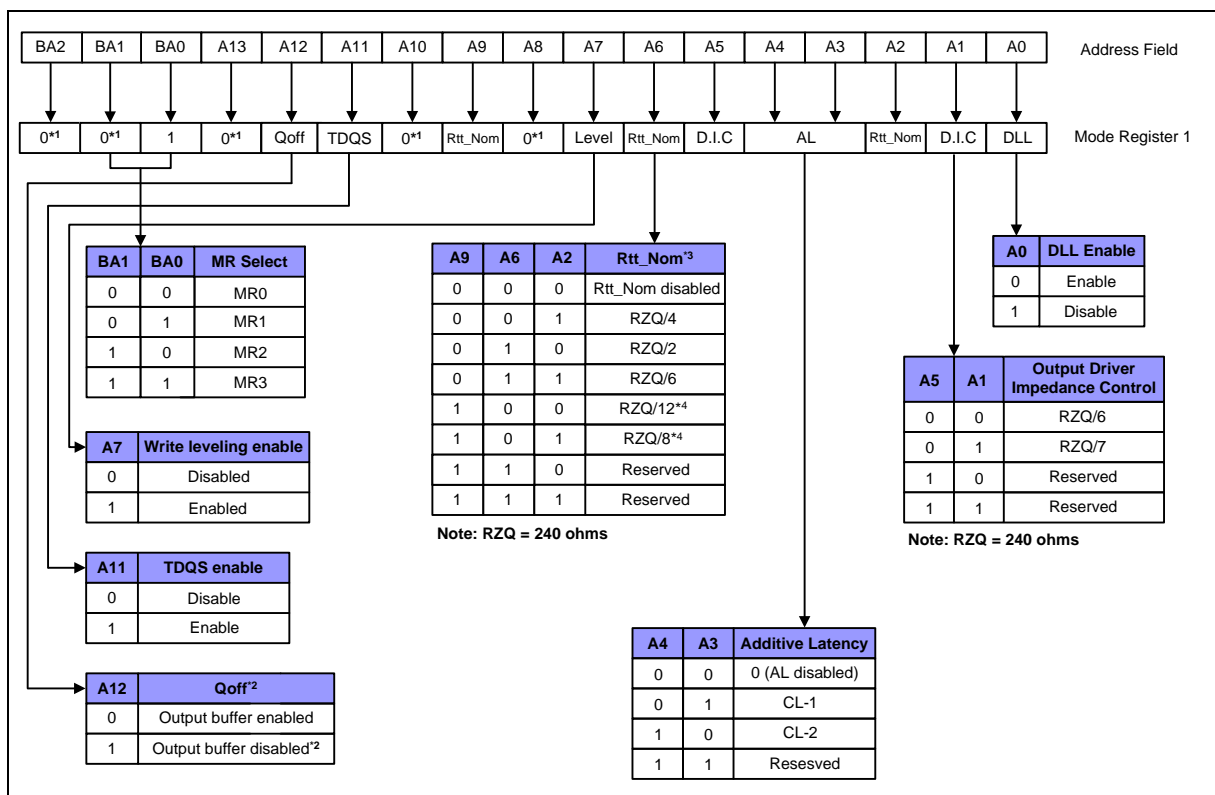 BA2 BA1 BA0 A13 A12 A11 A10 A9 A8 A7 A6 A5 A4 A3 A2 A1 A0 Address Field
0*1 0*1 1 0*1 Qoff TDQS 0*1 Rtt_Nom 0*1 Level Rtt_Nom D.I.C AL Rtt_Nom D.I.C DLL Mode Register 1
BA1 BA0 MR Select
0 0 MR0
0 1 MR1
1 0 MR2
1 1 MR3
A7 Write leveling enable
0 Disabled
1 Enabled
A11 TDQS enable
0 Disable
1 Enable
A12 Qoff*2
0 Output buffer enabled
1 Output buffer disabled*2
A9 A6 A2 Rtt_Nom*3
0 0 0 Rtt_Nom disabled
0 0 1 RZQ/4
0 1 0 RZQ/2
0 1 1 RZQ/6
1 0 0 RZQ/12*4
1 0 1 RZQ/8*4
1 1 0 Reserved
1 1 1 Reserved
Note: RZQ = 240 ohms
A4 A3 Additive Latency
0 0 0 (AL disabled)
0 1 CL-1
1 0 CL-2
1 1 Resesved
A0 DLL Enable
0 Enable
1 Disable
A5 A1 Output Driver
Impedance Control
0 0 RZQ/6
0 1 RZQ/7
1 0 Reserved
1 1 Reserved
Note: RZQ = 240 ohms